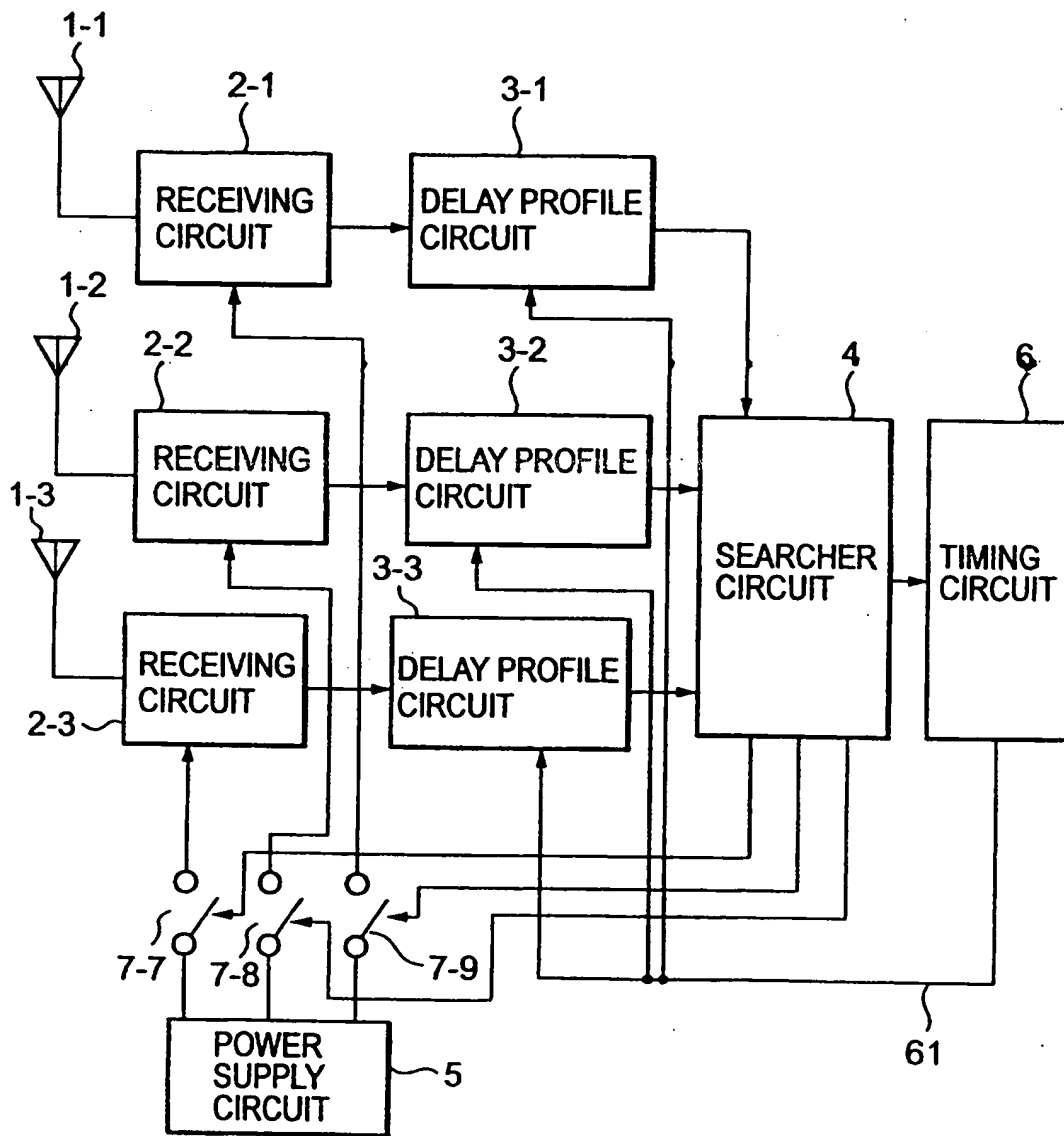 1-1
2-1
3-1
RECEIVING
CIRCUIT
DELAY PROFILE
CIRCUIT
1-2
2-2
3-2
4
6
RECEIVING
CIRCUIT
DELAY PROFILE
CIRCUIT
1-3
3-3
SEARCHER
CIRCUIT
TIMING
CIRCUIT
RECEIVING
CIRCUIT
DELAY PROFILE
CIRCUIT
2-3
7-7
7-8
7-9
61
POWER
SUPPLY
CIRCUIT
5